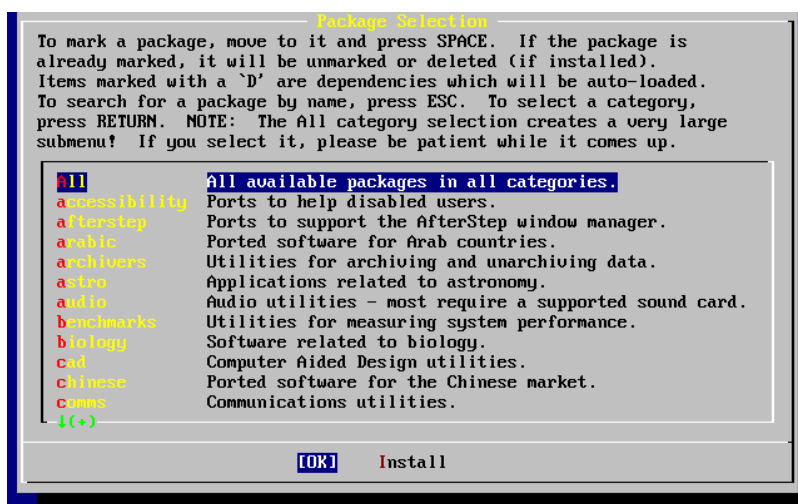 Package Selection
To mark a package, move to it and press SPACE.  If the package is
already marked, it will be unmarked or deleted (if installed).
Items marked with a `D' are dependencies which will be auto-loaded.
To search for a package by name, press ESC.  To select a category,
press RETURN.  NOTE:  The All category selection creates a very large
submenu!  If you select it, please be patient while it comes up.
All All available packages in all categories.
accessibility Ports to help disabled users.
afterstep Ports to support the AfterStep window manager.
arabic Ported software for Arab countries.
archivers Utilities for archiving and unarchiving data.
astro Applications related to astronomy.
audio Audio utilities - most require a supported sound card.
benchmarks Utilities for measuring system performance.
biology Software related to biology.
cad Computer Aided Design utilities.
chinese Ported software for the Chinese market.
comms Communications utilities.
↓(+)
[OK] Install